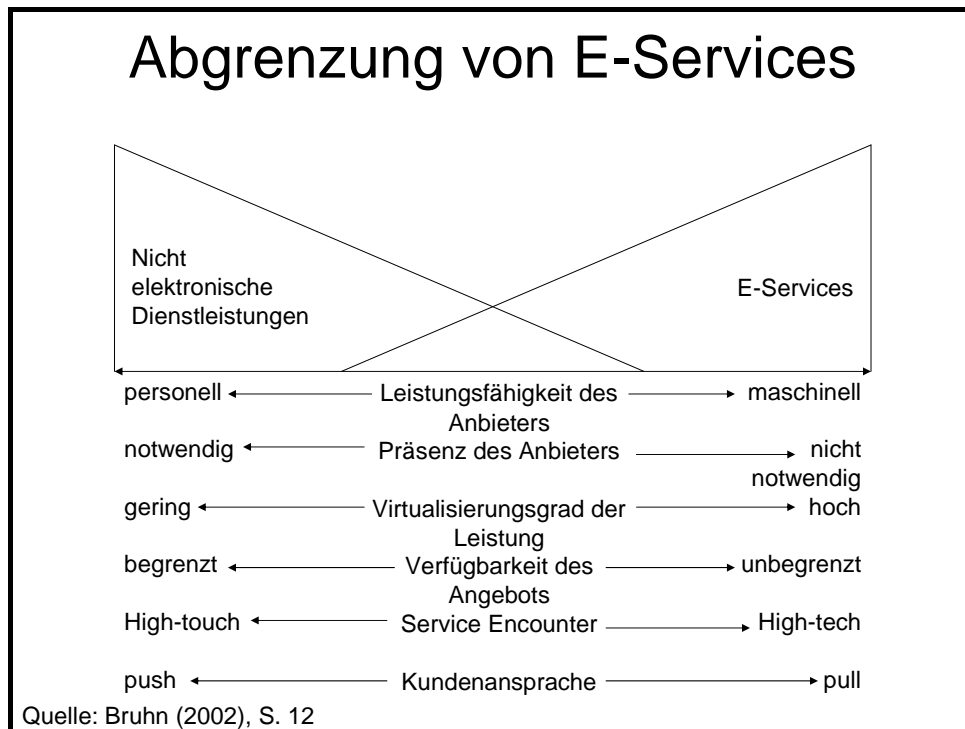 Abgrenzung von E-Services
Nicht
elektronische
Dienstleistungen
E-Services
personell Leistungsfähigkeit des maschinell
Anbieters
notwendig Präsenz des Anbieters nicht
notwendig
gering Virtualisierungsgrad der hoch
Leistung
begrenzt Verfügbarkeit des unbegrenzt
Angebots
High-touch Service Encounter High-tech
push Kundenansprache pull
Quelle: Bruhn (2002), S. 12